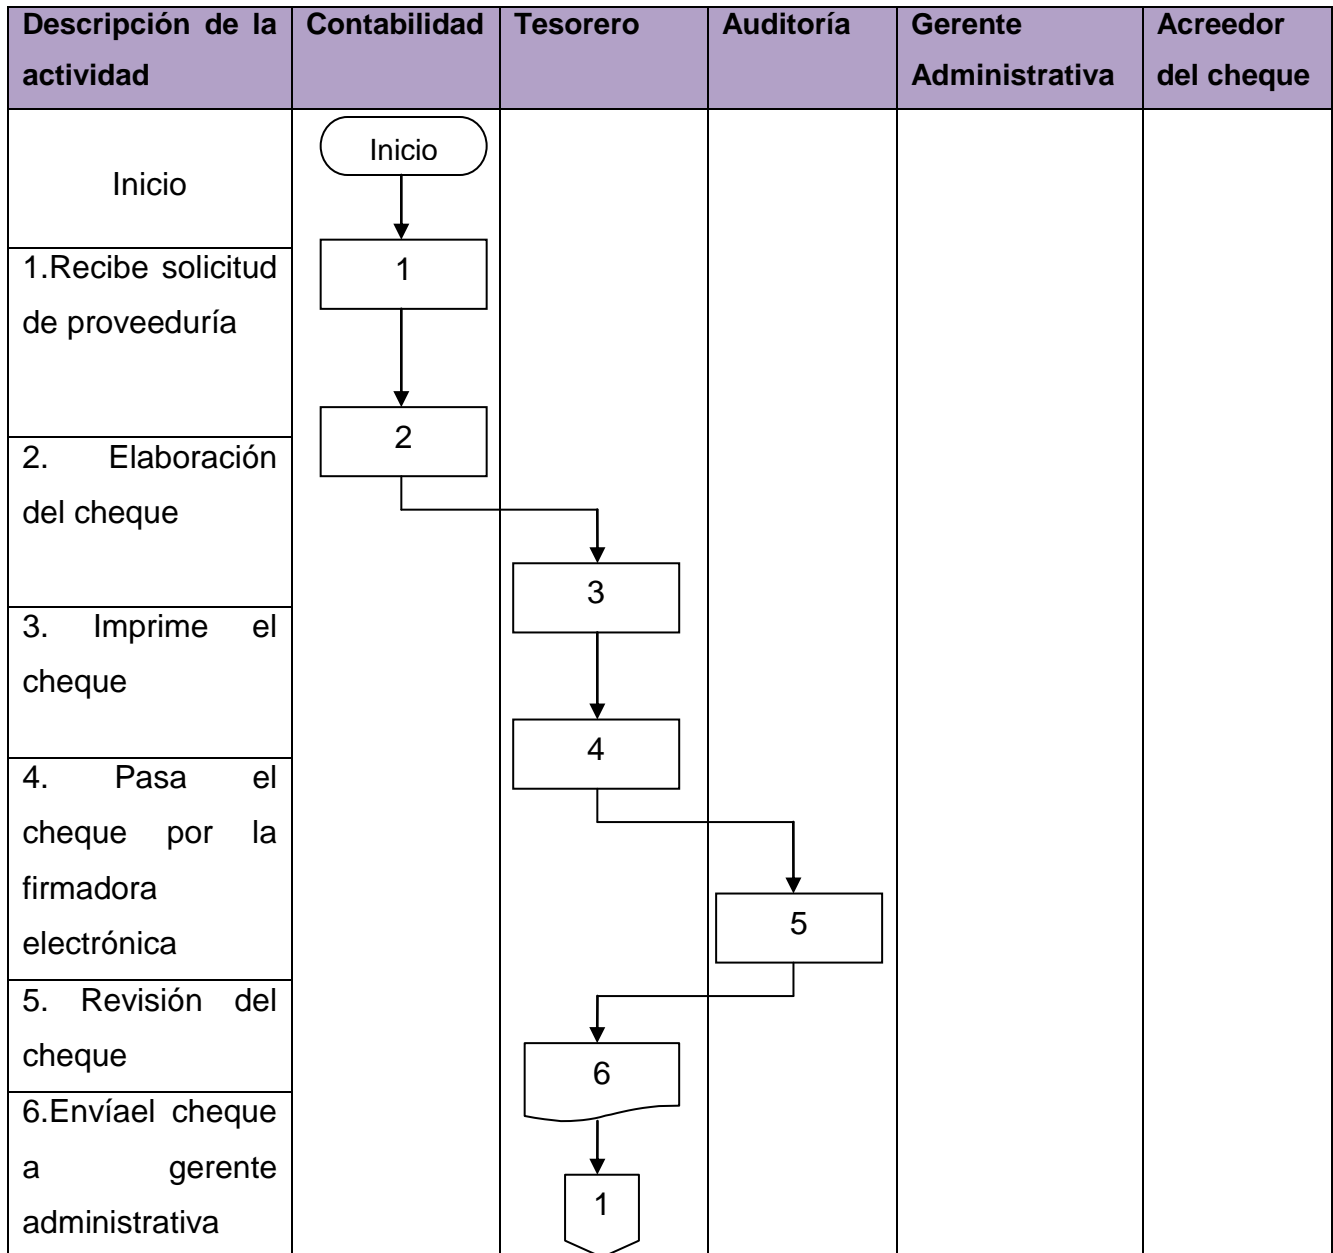 Descripción de la actividad
Contabilidad
Tesorero
Auditoría
Gerente Administrativa
Acreedor del cheque
Inicio
Inicio
1.Recibe solicitud
de proveeduría
1
2. Elaboración
del cheque
2
3. Imprime el
cheque
3
4. Pasa el
cheque por la
firmadora
electrónica
4
5. Revisión del
cheque
5
6.Envíael cheque
a gerente
administrativa
6
1